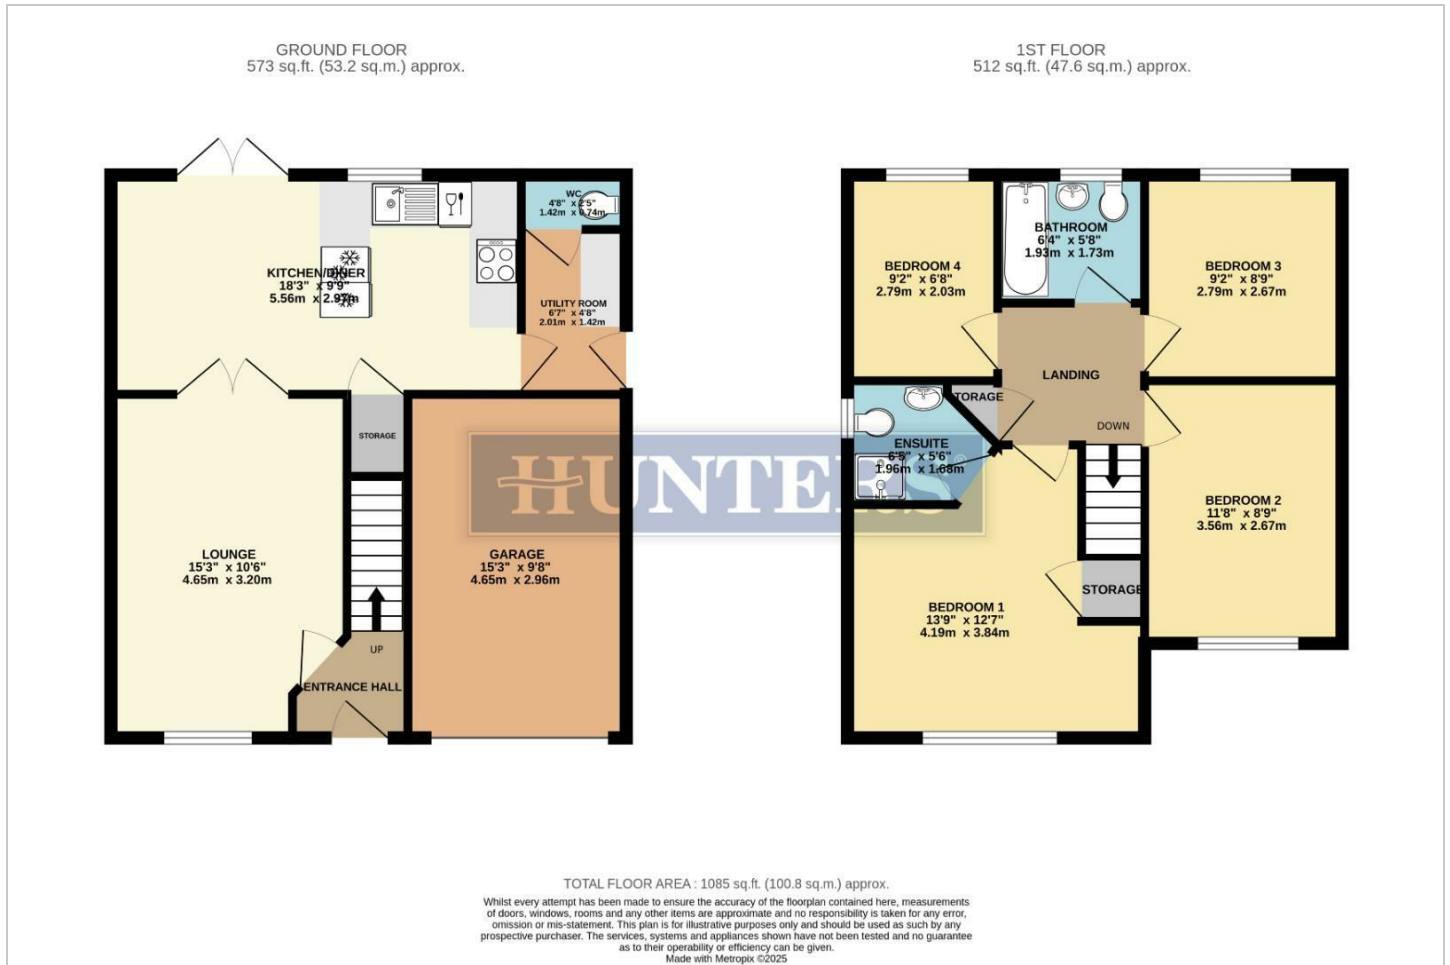 GROUND FLOOR
573 sq.ft. (53.2 sq.m.) approx.
1ST FLOOR
512 sq.ft. (47.6 sq.m.) approx.
KITCHEN/DINER
18'3" x 9'9"
5.56m x 2.97m
WC
4'8" x 2'5"
1.42m x 0.74m
UTILITY ROOM
6'7" x 4'8"
2.01m x 1.42m
STORAGE
LOUNGE
15'3" x 10'6"
4.65m x 3.20m
GARAGE
15'3" x 9'8"
4.65m x 2.96m
UP
ENTRANCE HALL
HUNTERS®
BEDROOM 4
9'2" x 6'8"
2.79m x 2.03m
BATHROOM
6'4" x 5'8"
1.93m x 1.73m
BEDROOM 3
9'2" x 8'9"
2.79m x 2.67m
LANDING
TORAGE
DOWN
ENSUITE
6'5" x 5'6"
1.96m x 1.68m
BEDROOM 2
11'8" x 8'9"
3.56m x 2.67m
STORAGE
BEDROOM 1
13'9" x 12'7"
4.19m x 3.84m
TOTAL FLOOR AREA : 1085 sq.ft. (100.8 sq.m.) approx.
Whilst every attempt has been made to ensure the accuracy of the floorplan contained here, measurements
of doors, windows, rooms and any other items are approximate and no responsibility is taken for any error,
omission or mis-statement. This plan is for illustrative purposes only and should be used as such by any
prospective purchaser. The services, systems and appliances shown have not been tested and no guarantee
as to their operability or efficiency can be given.
Made with Metropix ©2025